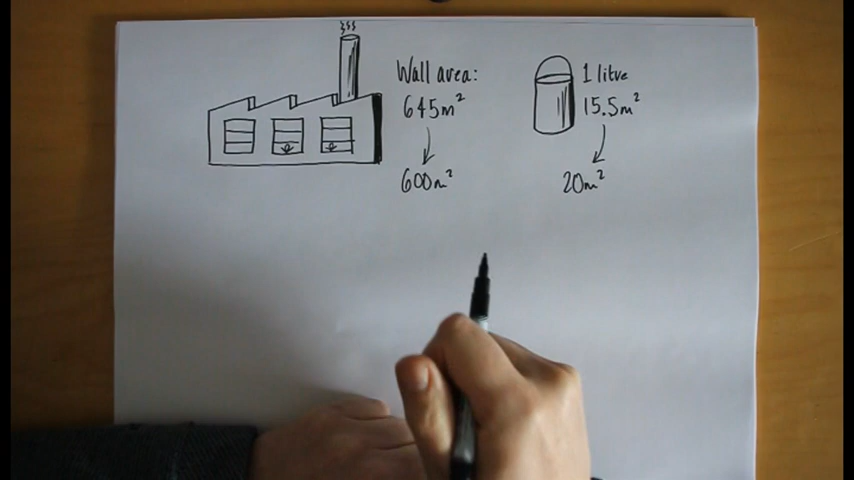 Wall area:
645m²
600m²
1 litre
15.5m²
20m²